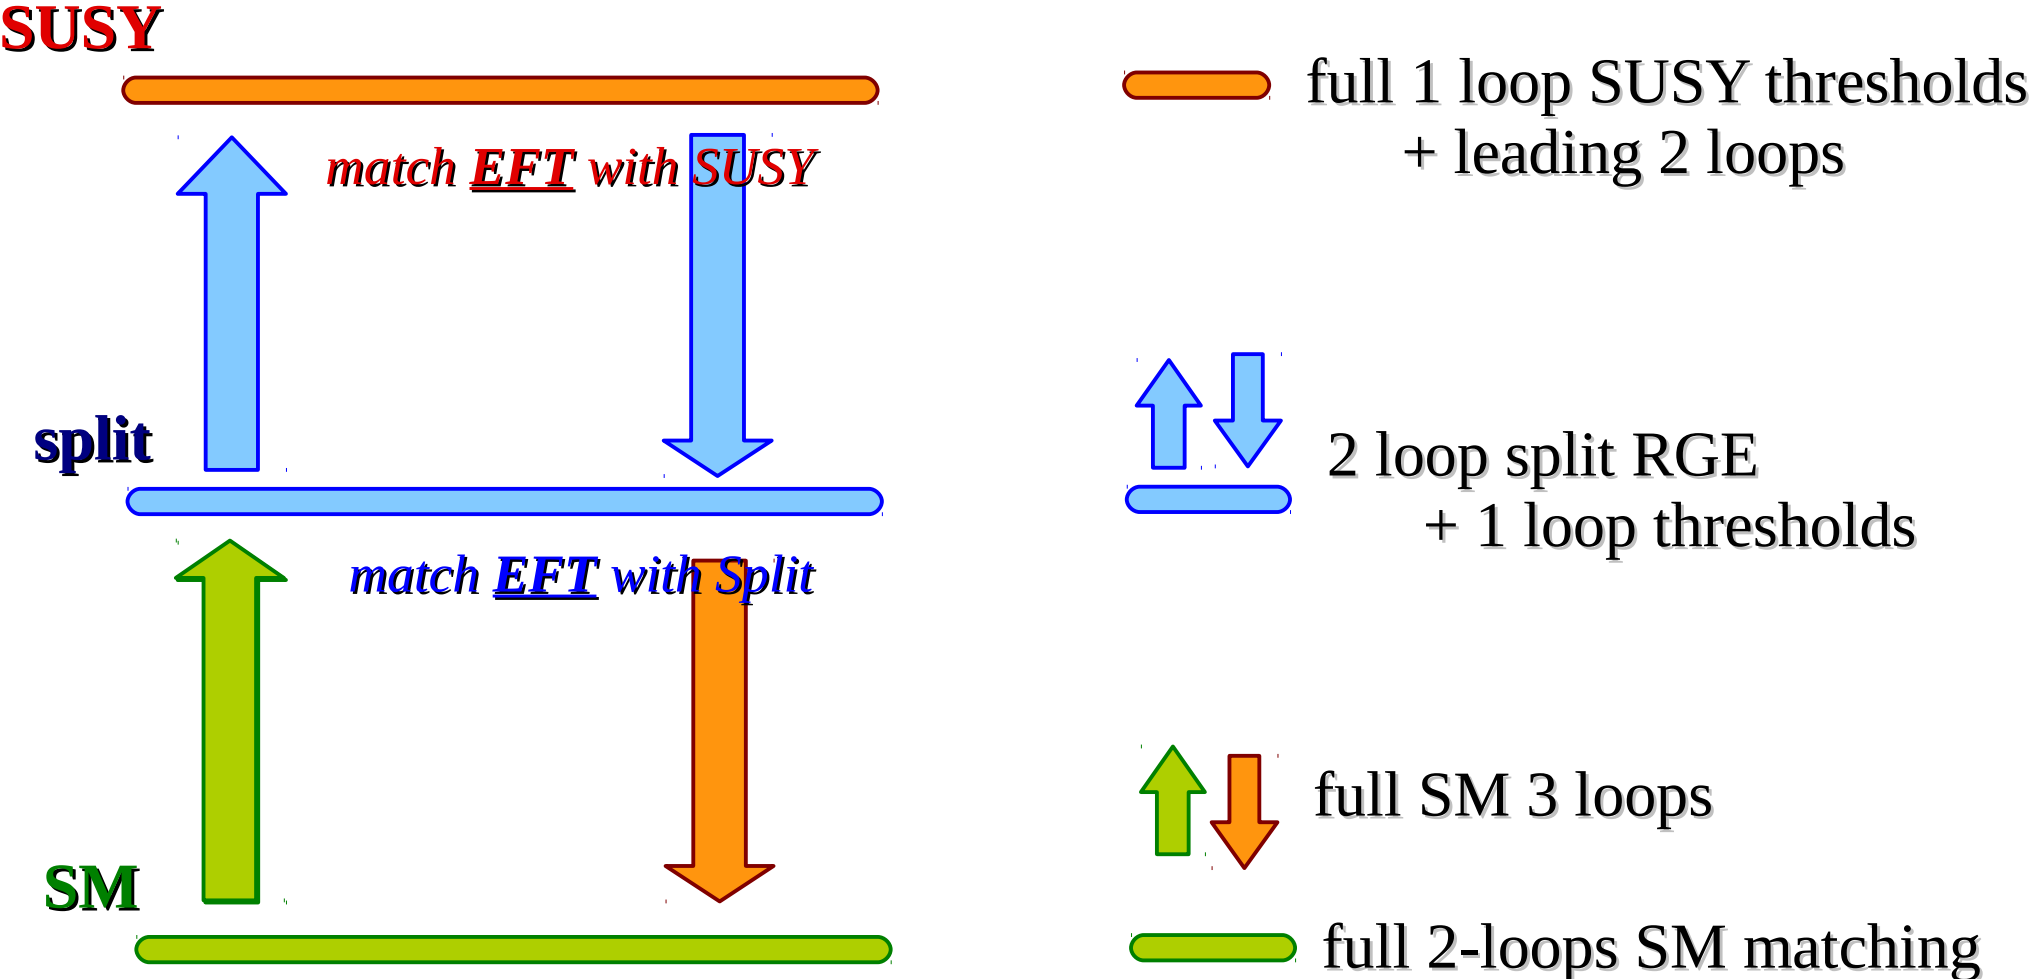 SUSY
match EFT with SUSY
split
match EFT with Split
SM
full 1 loop SUSY thresholds
+ leading 2 loops
2 loop split RGE
+ 1 loop thresholds
full SM 3 loops
full 2-loops SM matching